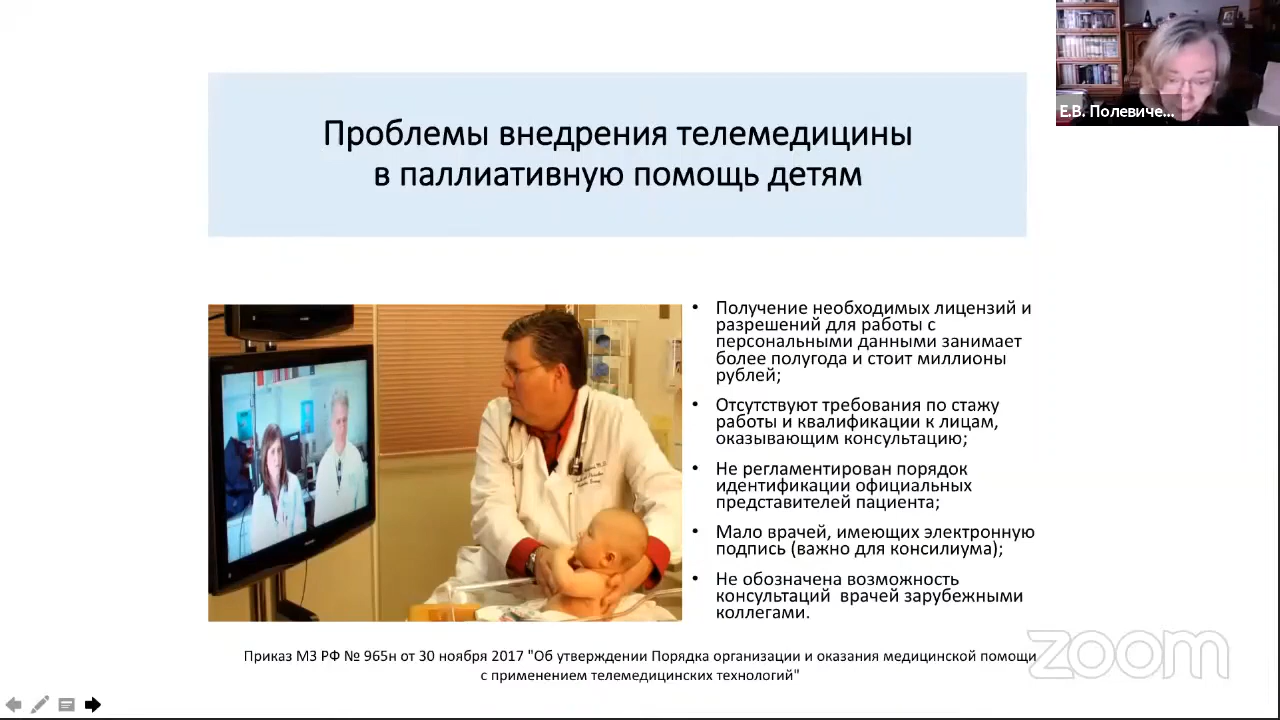 Е.В. Полевиче...
Проблемы внедрения телемедицины
в паллиативную помощь детям
• Получение необходимых лицензий и
разрешений для работы с
персональными данными занимает
более полугода и стоит миллионы
рублей;
• Отсутствуют требования по стажу
работы и квалификации к лицам,
оказывающим консультацию;
• Не регламентирован порядок
идентификации официальных
представителей пациента;
• Мало врачей, имеющих электронную
подпись (важно для консилиума);
• Не обозначена возможность
консультаций врачей зарубежными
коллегами.
Приказ МЗ РФ № 965н от 30 ноября 2017 "Об утверждении Порядка организации и оказания медицинской помощи
с применением телемедицинских технологий"
zoom